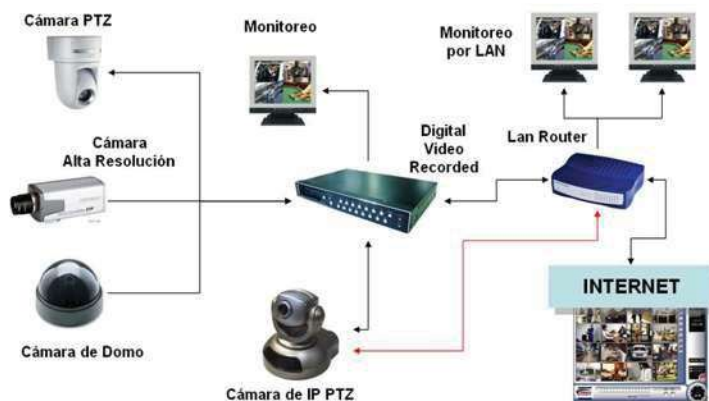 Cámara PTZ
Monitoreo
Monitoreo
por LAN
Cámara
Alta Resolución
Digital
Video
Recorded
Lan Router
INTERNET
Cámara de Domo
Cámara de IP PTZ